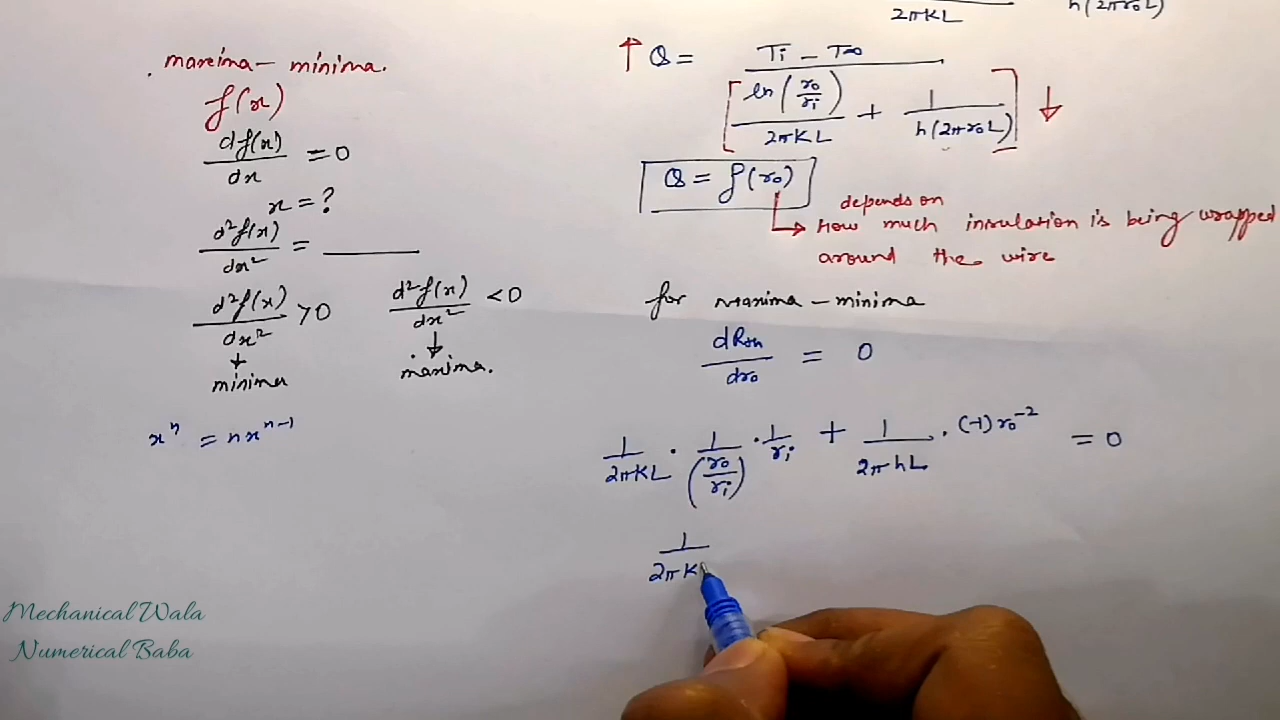 maxima - minima.
f(x)
df(x)/dx = 0
x = ?
d²f(x)/dx² = ______
d²f(x)/dx² > 0
↓
minima
d²f(x)/dx² < 0
↓
maxima.
xⁿ = nxⁿ⁻¹
2πKL h(2πr₀L)
↑ Q = (Ti - T∞) / [ln(r₀/ri)/2πKL + 1/h(2πr₀L)] ↓
Q = f(r₀)
depends on
How much insulation is being wrapped
around the wire
for maxima - minima
dRth/dr₀ = 0
1/2πKL · 1/(r₀/ri) · 1/ri + 1/2πhL · (-1) r₀⁻² = 0
1/2πK
Mechanical Wala
Numerical Baba